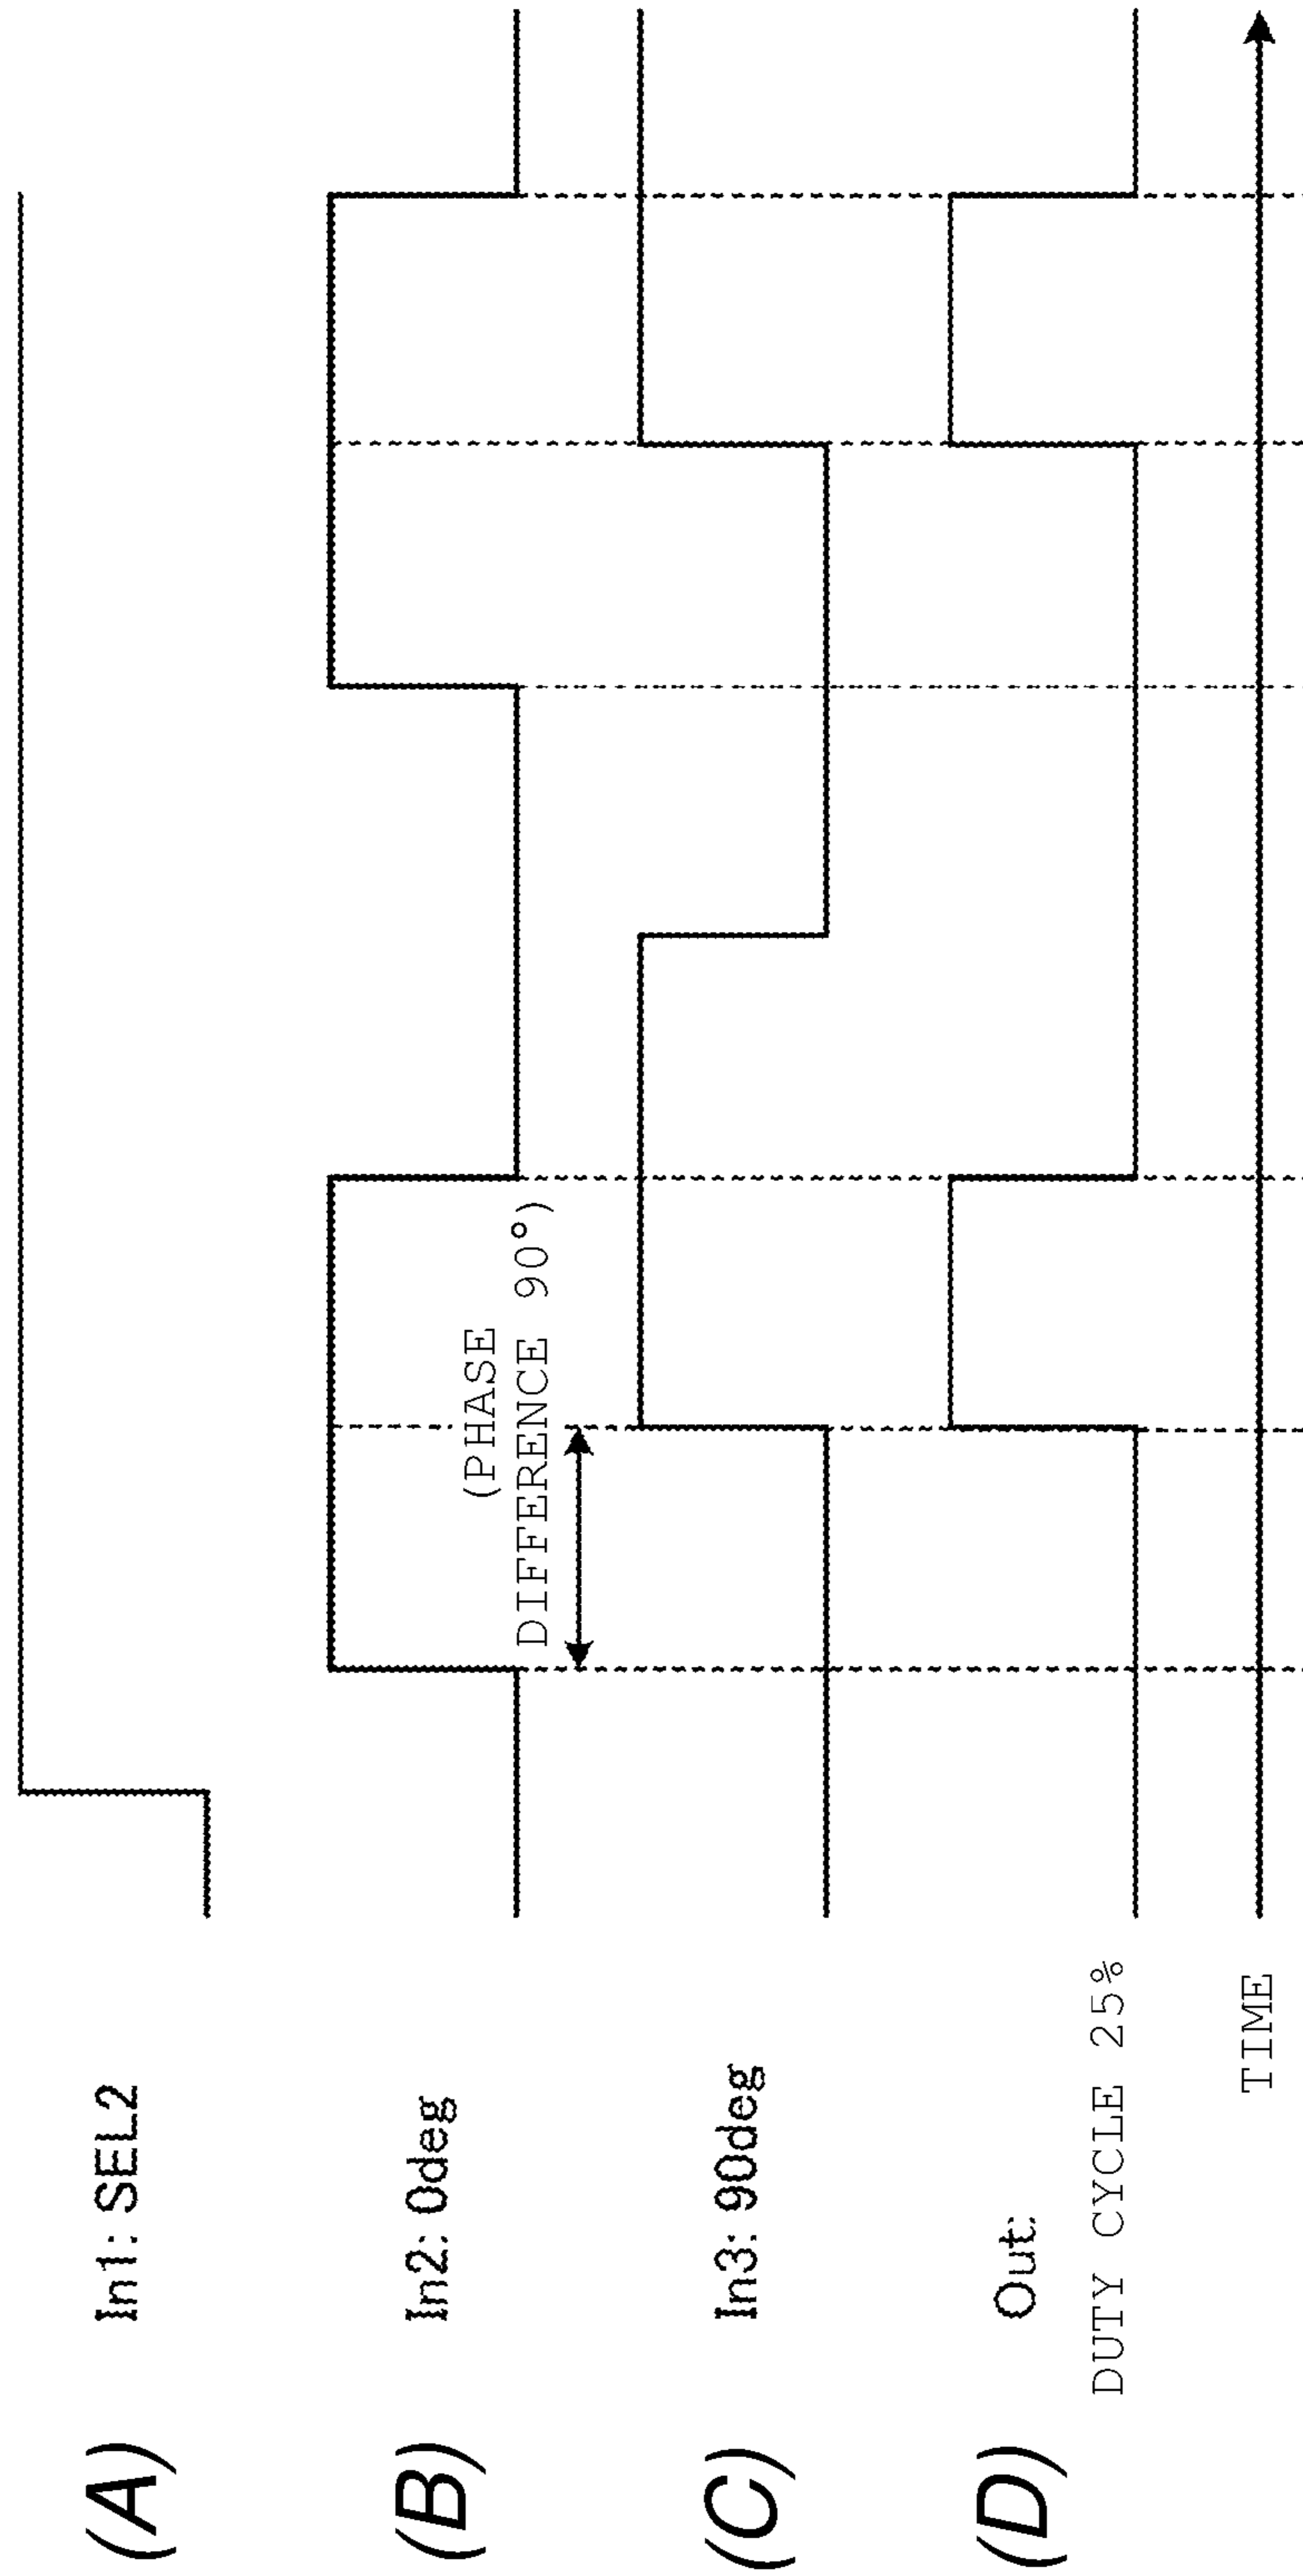 (A) In1: SEL2
(B) In2: 0deg
(PHASE
DIFFERENCE 90°)
(C) In3: 90deg
(D) Out:
DUTY CYCLE 25%
TIME